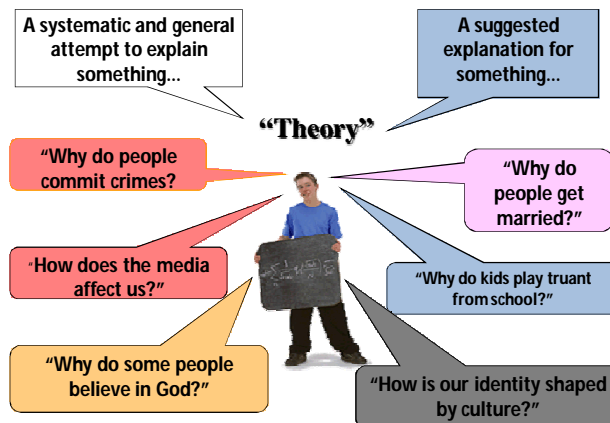 A systematic and general
attempt to explain
something...
A suggested
explanation for
something...
“Theory”
“Why do people
commit crimes?
“Why do
people get
married?”
“How does the media
affect us?”
“Why do kids play truant
from school?”
“Why do some people
believe in God?”
“How is our identity shaped
by culture?”